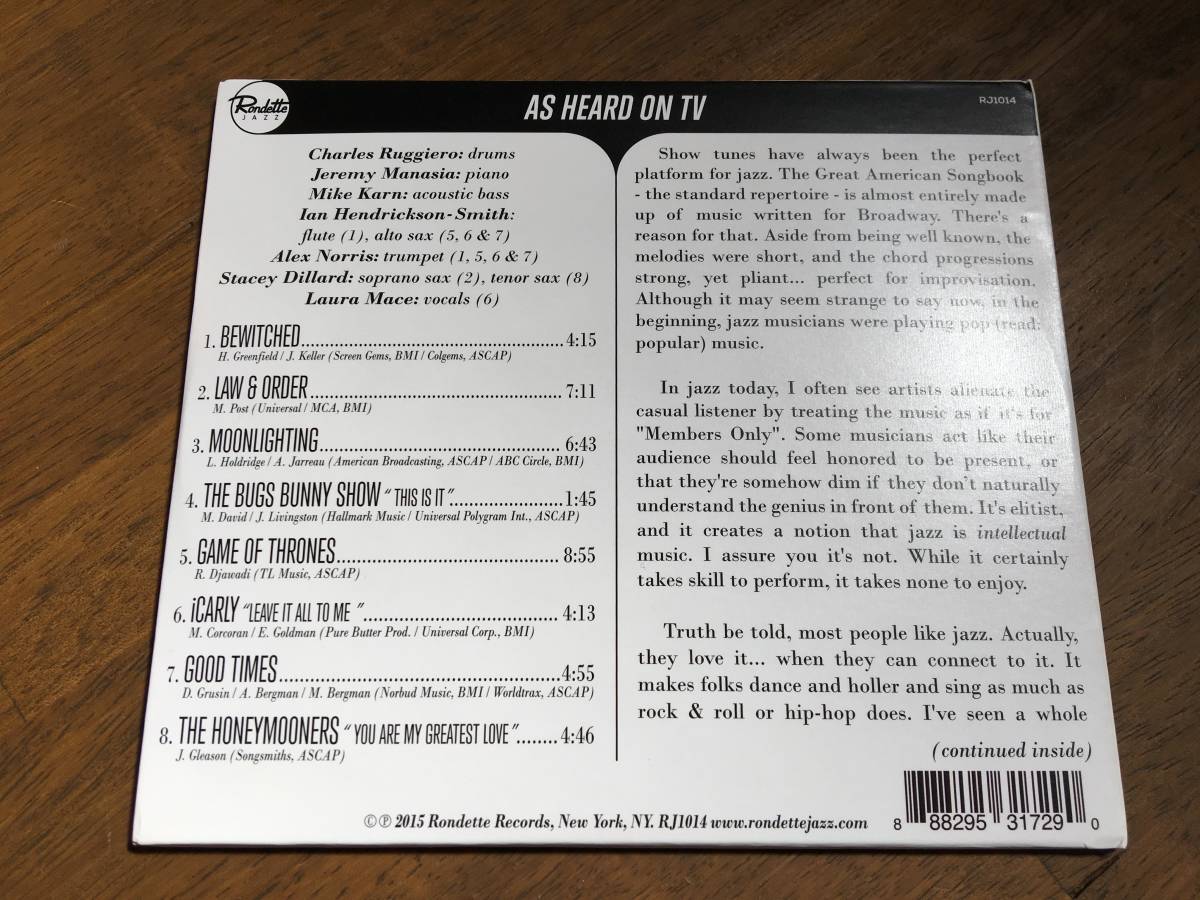 Rondette
JAZZ
AS HEARD ON TV
RJ1014
Charles Ruggiero: drums
Jeremy Manasia: piano
Mike Karn: acoustic bass
Ian Hendrickson-Smith:
flute (1), alto sax (5, 6 & 7)
Alex Norris: trumpet (1, 5, 6 & 7)
Stacey Dillard: soprano sax (2), tenor sax (8)
Laura Mace: vocals (6)
1. BEWITCHED........................................................4:15
H. Greenfield / J. Keller (Screen Gems, BMI / Colgems, ASCAP)
2. LAW & ORDER........................................................7:11
M. Post (Universal / MCA, BMI)
3. MOONLIGHTING........................................................6:43
L. Holdridge / A. Jarreau (American Broadcasting, ASCAP / ABC Circle, BMI)
4. THE BUGS BUNNY SHOW "THIS IS IT"........................1:45
M. David / J. Livingston (Hallmark Music / Universal Polygram Int., ASCAP)
5. GAME OF THRONES................................................8:55
R. Djawadi (TL Music, ASCAP)
6. iCARLY "LEAVE IT ALL TO ME"........................................4:13
M. Corcoran / E. Goldman (Pure Butter Prod. / Universal Corp., BMI)
7. GOOD TIMES........................................................4:55
D. Grusin / A. Bergman / M. Bergman (Norbud Music, BMI / Worldtrax, ASCAP)
8. THE HONEYMOONERS "YOU ARE MY GREATEST LOVE"........4:46
J. Gleason (Songsmiths, ASCAP)
Show tunes have always been the perfect
platform for jazz. The Great American Songbook
- the standard repertoire - is almost entirely made
up of music written for Broadway. There's a
reason for that. Aside from being well known, the
melodies were short, and the chord progressions
strong, yet pliant... perfect for improvisation.
Although it may seem strange to say now, in the
beginning, jazz musicians were playing pop (read:
popular) music.
In jazz today, I often see artists alienate the
casual listener by treating the music as if it's for
"Members Only". Some musicians act like their
audience should feel honored to be present, or
that they're somehow dim if they don't naturally
understand the genius in front of them. It's elitist,
and it creates a notion that jazz is intellectual
music. I assure you it's not. While it certainly
takes skill to perform, it takes none to enjoy.
Truth be told, most people like jazz. Actually,
they love it... when they can connect to it. It
makes folks dance and holler and sing as much as
rock & roll or hip-hop does. I've seen a whole
(continued inside)
©℗ 2015 Rondette Records, New York, NY. RJ1014 www.rondettejazz.com
8 88295 31729 0